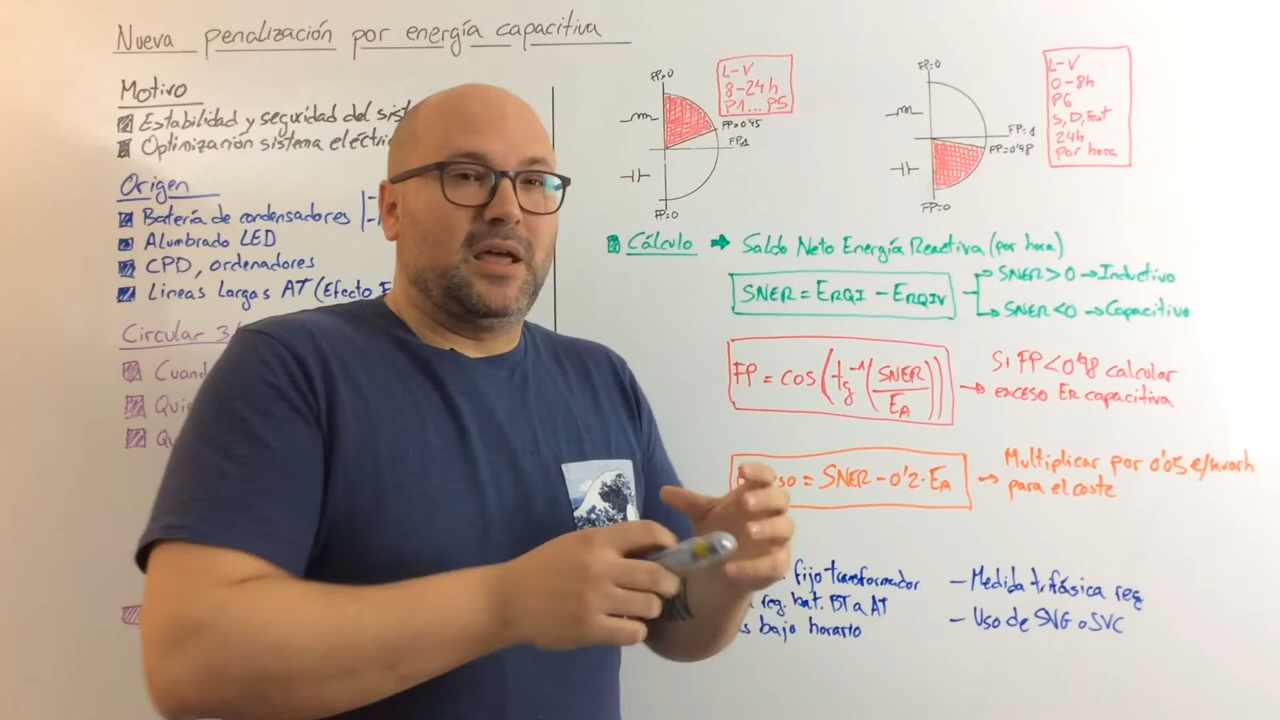 Nueva penalización por energía capacitiva
Motivo
Estabilidad y seguridad del sist
Optimización sistema eléctri
Origen
Batería de condensadores
Alumbrado LED
CPD, ordenadores
Lineas Largas AT (Efecto F
Circular 3/
Cuand
Quie
Qu
FP=0
L-V
8-24h
P1...P5
FP=0'95
FP1
FP=0
FP=0
L-V
0-8h
P6
S, D, Fest
24h
por hora
FP=1
FP=0'98
FP=0
Cálculo → Saldo Neto Energía Reactiva (por hora)
SNER = ERQI - ERQIV
SNER>0 → Inductivo
SNER<0 → Capacitivo
FP = cos(tg⁻¹(SNER/EA))
Si FP<0'98 calcular
exceso ER capacitiva
so = SNER - 0'2·EA
Multiplicar por 0'05 €/kvarh
para el coste
fijo transformador
reg. bat. BT a AT
s bajo horario
- Medida trifásica reg
- Uso de SVG o SVC